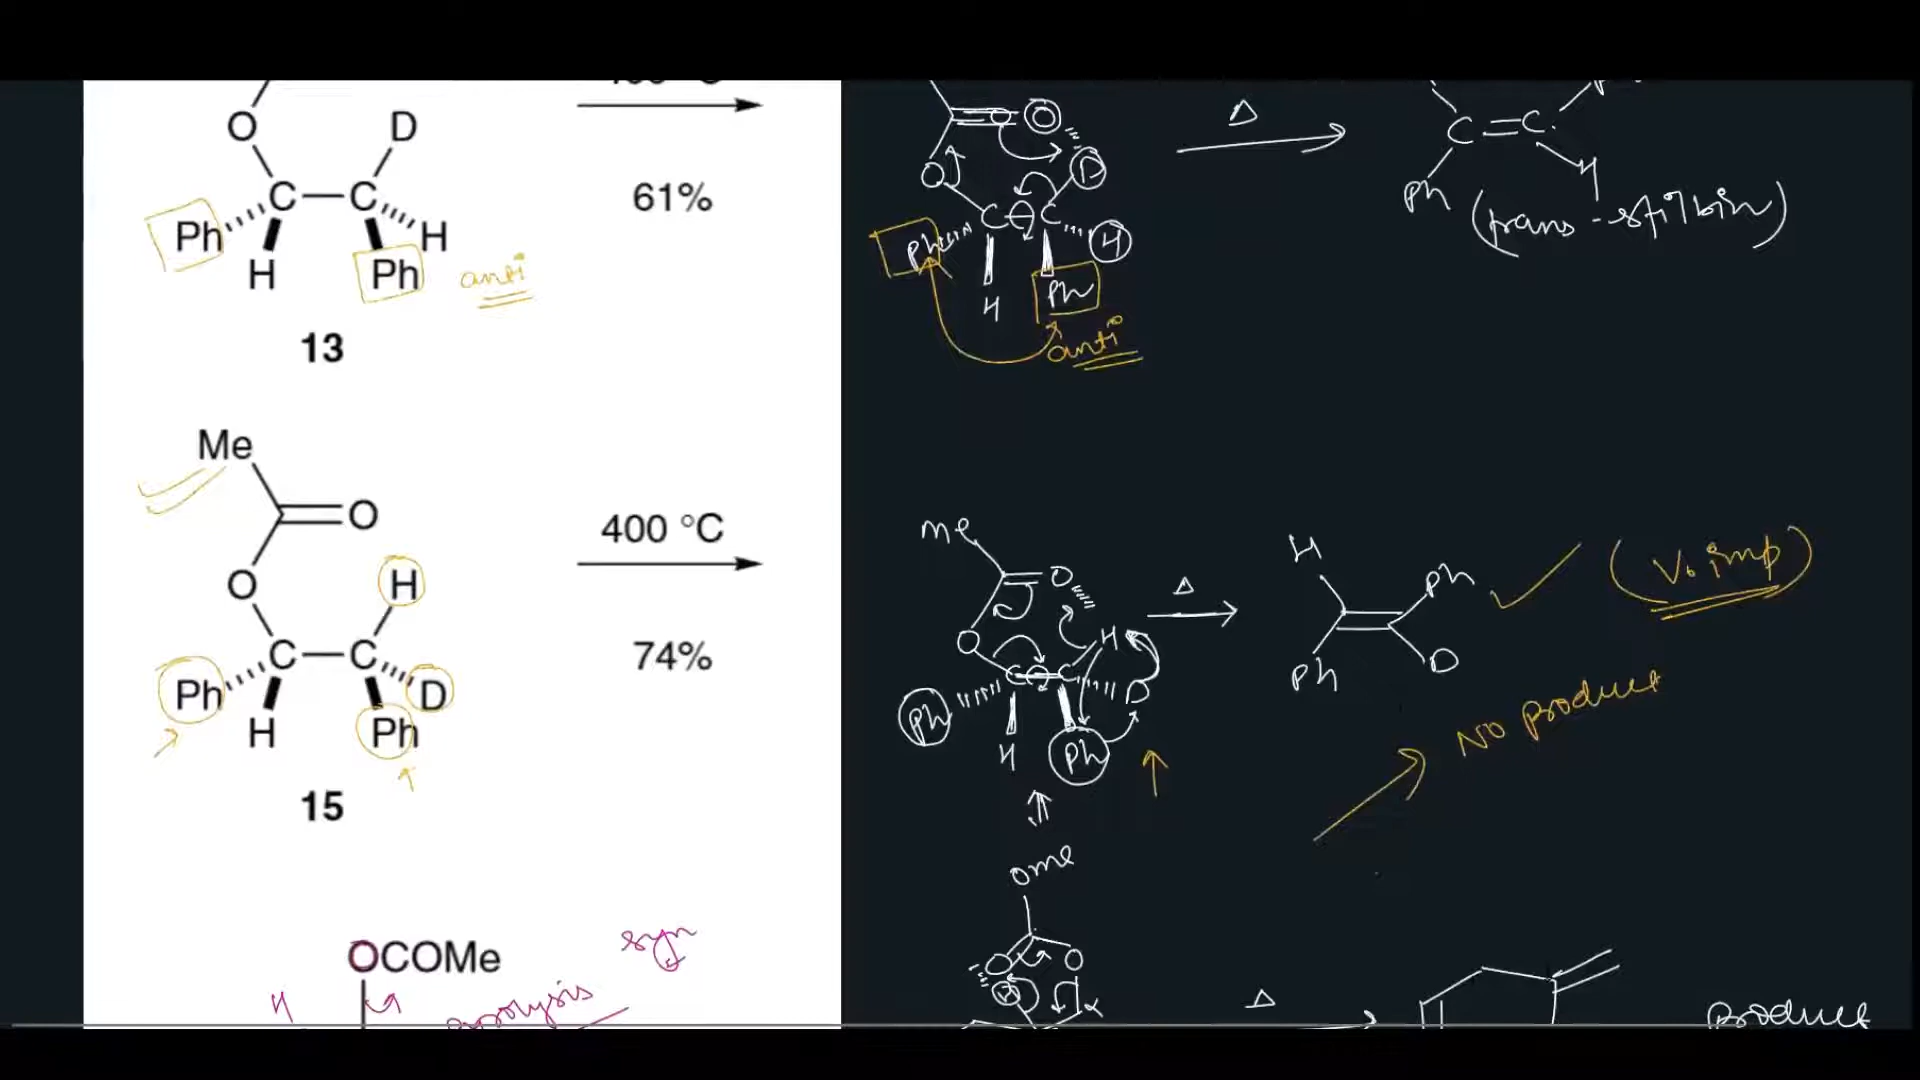 O
D
C
C
Ph
H
H
Ph
anti
61%
13
Me
O
400 °C
O
H
74%
C
C
Ph
D
H
Ph
15
OCOMe
syn
H
O
D
O
C
C
Ph
H
H
Ph
anti
Δ
C
C
Ph
H
(trans-stilbin)
me
O
O
H
C
C
Ph
D
H
Ph
Δ
H
Ph
Ph
D
(V. imp)
No product
ome
O
O
H
α
Δ
product